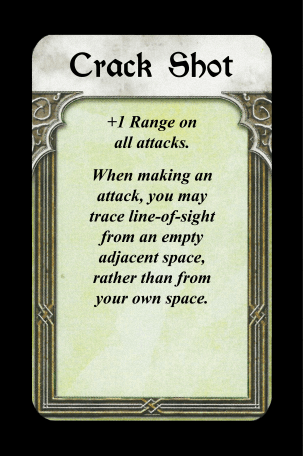 Crack Shot
+1 Range on
all attacks.
When making an
attack, you may
trace line-of-sight
from an empty
adjacent space,
rather than from
your own space.